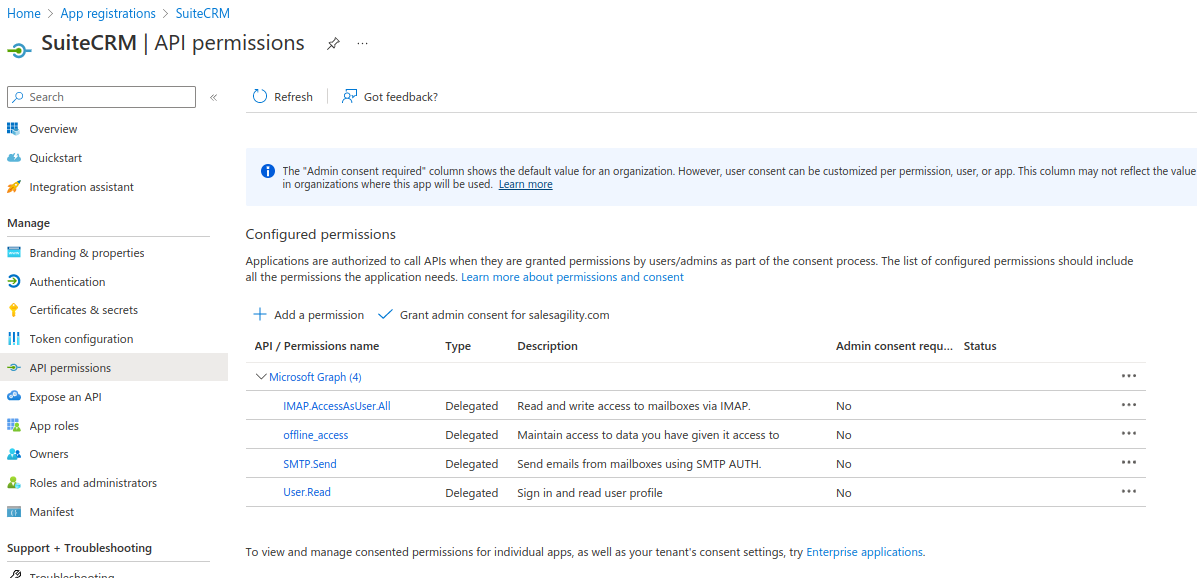 Home > App registrations > SuiteCRM
SuiteCRM | API permissions ...
Search
«
Refresh
Got feedback?
Overview
Quickstart
Integration assistant
Manage
Branding & properties
Authentication
Certificates & secrets
Token configuration
API permissions
Expose an API
App roles
Owners
Roles and administrators
Manifest
Support + Troubleshooting
Troubleshooting
The "Admin consent required" column shows the default value for an organization. However, user consent can be customized per permission, user, or app. This column may not reflect the value
in organizations where this app will be used. Learn more
Configured permissions
Applications are authorized to call APIs when they are granted permissions by users/admins as part of the consent process. The list of configured permissions should include
all the permissions the application needs. Learn more about permissions and consent
+ Add a permission ✓ Grant admin consent for salesagility.com
API / Permissions name Type Description Admin consent requ... Status
Microsoft Graph (4) ...
IMAP.AccessAsUser.All Delegated Read and write access to mailboxes via IMAP. No ...
offline_access Delegated Maintain access to data you have given it access to No ...
SMTP.Send Delegated Send emails from mailboxes using SMTP AUTH. No ...
User.Read Delegated Sign in and read user profile No ...
To view and manage consented permissions for individual apps, as well as your tenant's consent settings, try Enterprise applications.